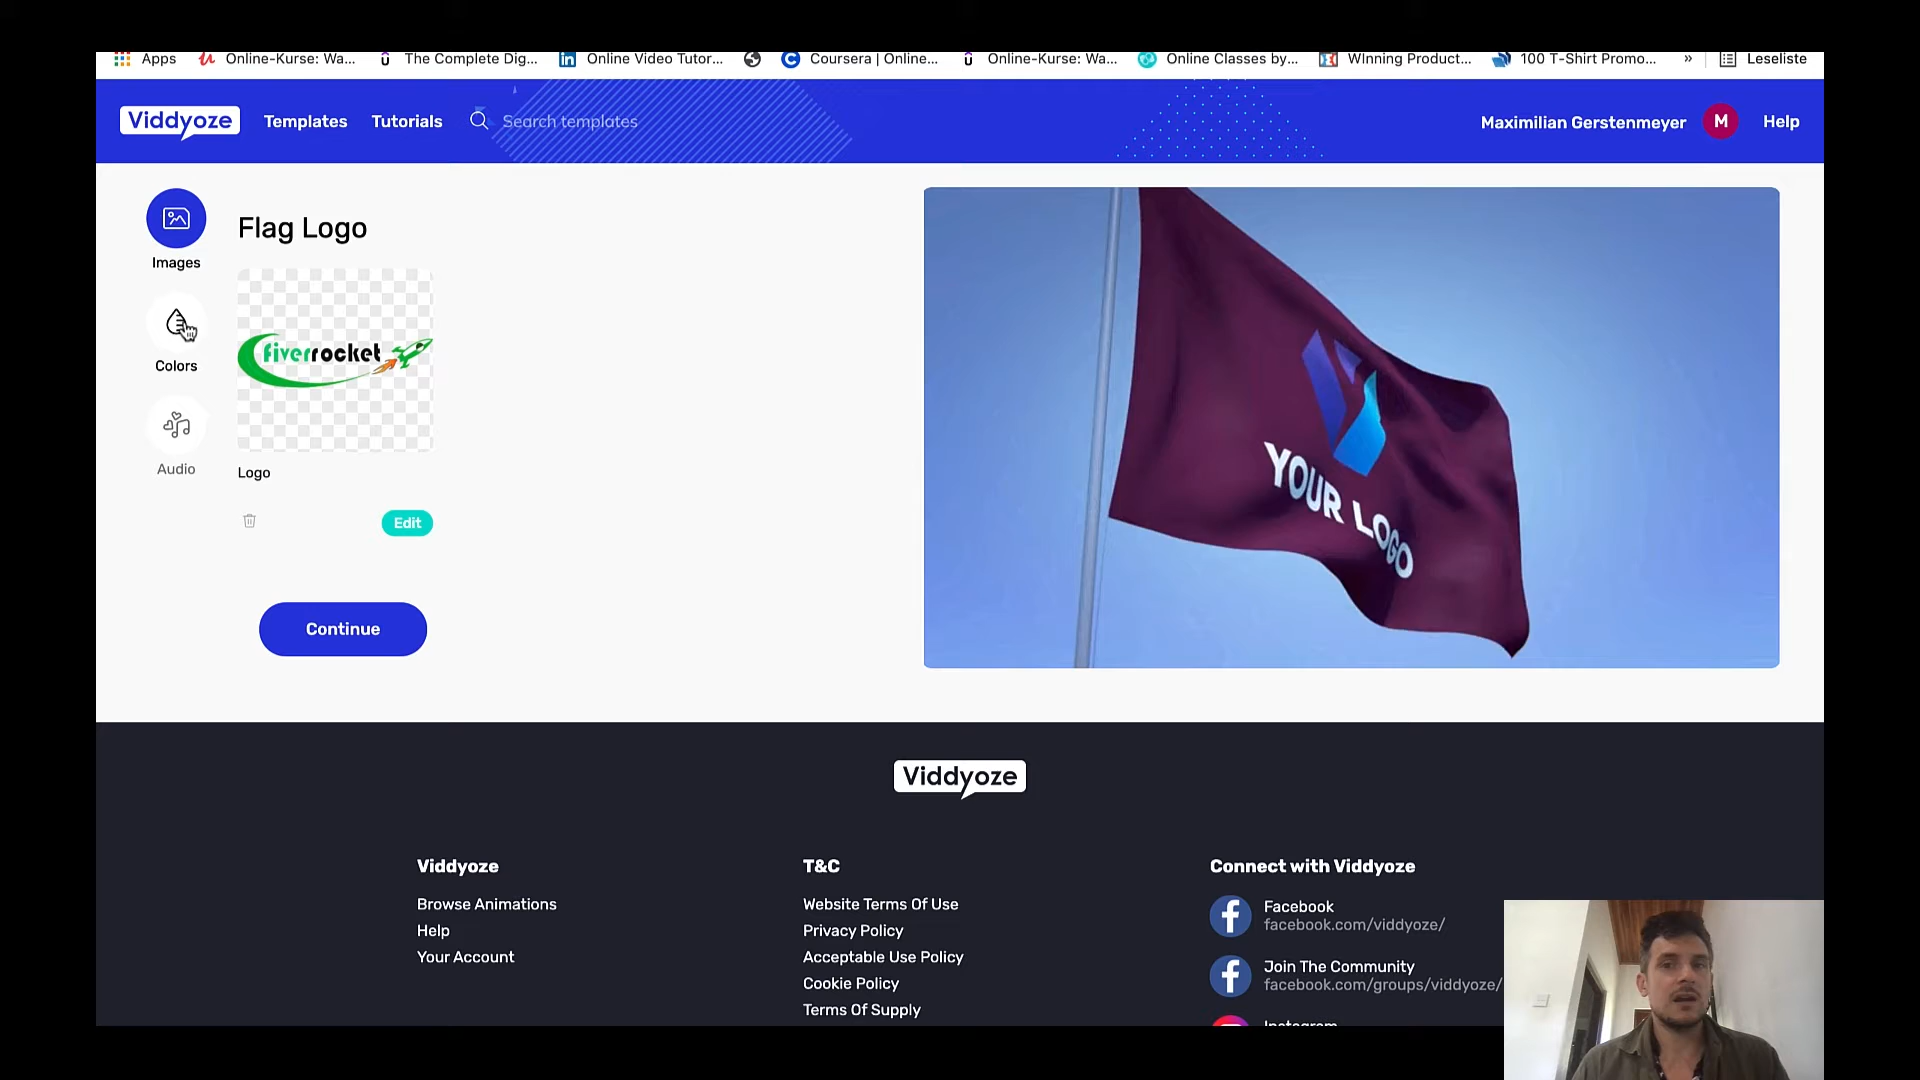 Apps
Online-Kurse: Wa...
The Complete Dig...
Online Video Tutor...
Coursera | Online...
Online-Kurse: Wa...
Online Classes by...
WInning Product...
100 T-Shirt Promo...
»
Leseliste
Viddyoze
Templates
Tutorials
Search templates
Maximilian Gerstenmeyer
M
Help
Images
Colors
Audio
Flag Logo
fiverrocket
Logo
Edit
Continue
YOUR LOGO
Viddyoze
Viddyoze
Browse Animations
Help
Your Account
T&C
Website Terms Of Use
Privacy Policy
Acceptable Use Policy
Cookie Policy
Terms Of Supply
Connect with Viddyoze
Facebook
facebook.com/viddyoze/
Join The Community
facebook.com/groups/viddyoze/
Instagram